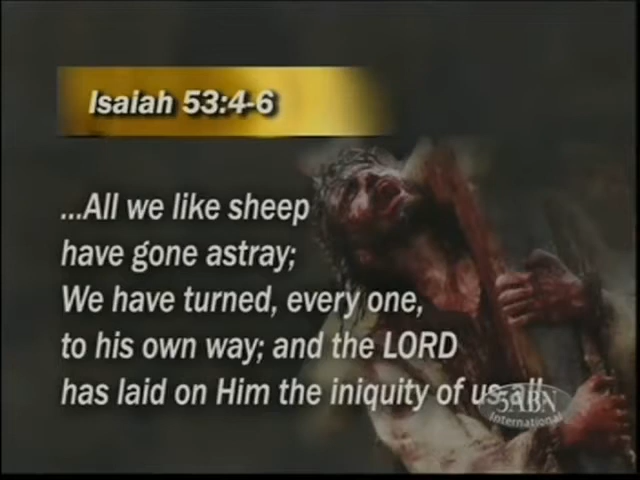 Isaiah 53:4-6
...All we like sheep
have gone astray;
We have turned, every one,
to his own way; and the LORD
has laid on Him the iniquity of us all
3ABN
International